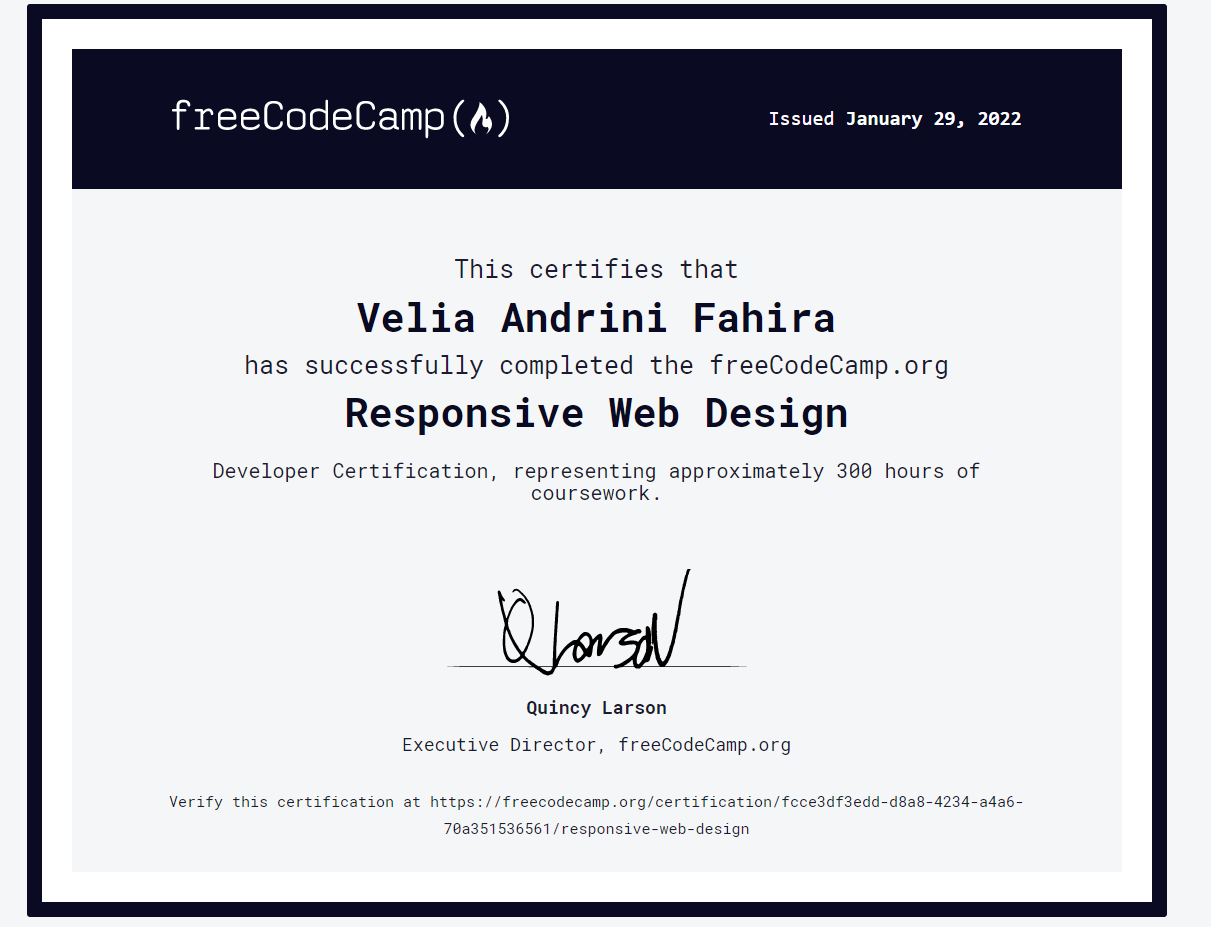 freeCodeCamp
Issued January 29, 2022
This certifies that
Velia Andrini Fahira
has successfully completed the freeCodeCamp.org
Responsive Web Design
Developer Certification, representing approximately 300 hours of
coursework.
Q Larson
Quincy Larson
Executive Director, freeCodeCamp.org
Verify this certification at https://freecodecamp.org/certification/fcce3df3edd-d8a8-4234-a4a6-
70a351536561/responsive-web-design